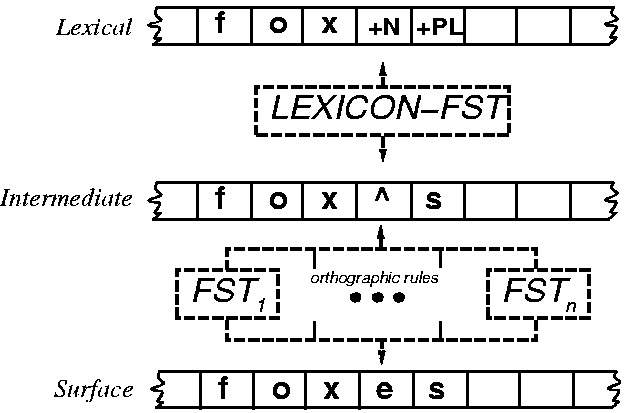 Lexical f o x +N +PL
LEXICON–FST
Intermediate f o x ^ s
orthographic rules
FST1 ••• FSTn
Surface f o x e s